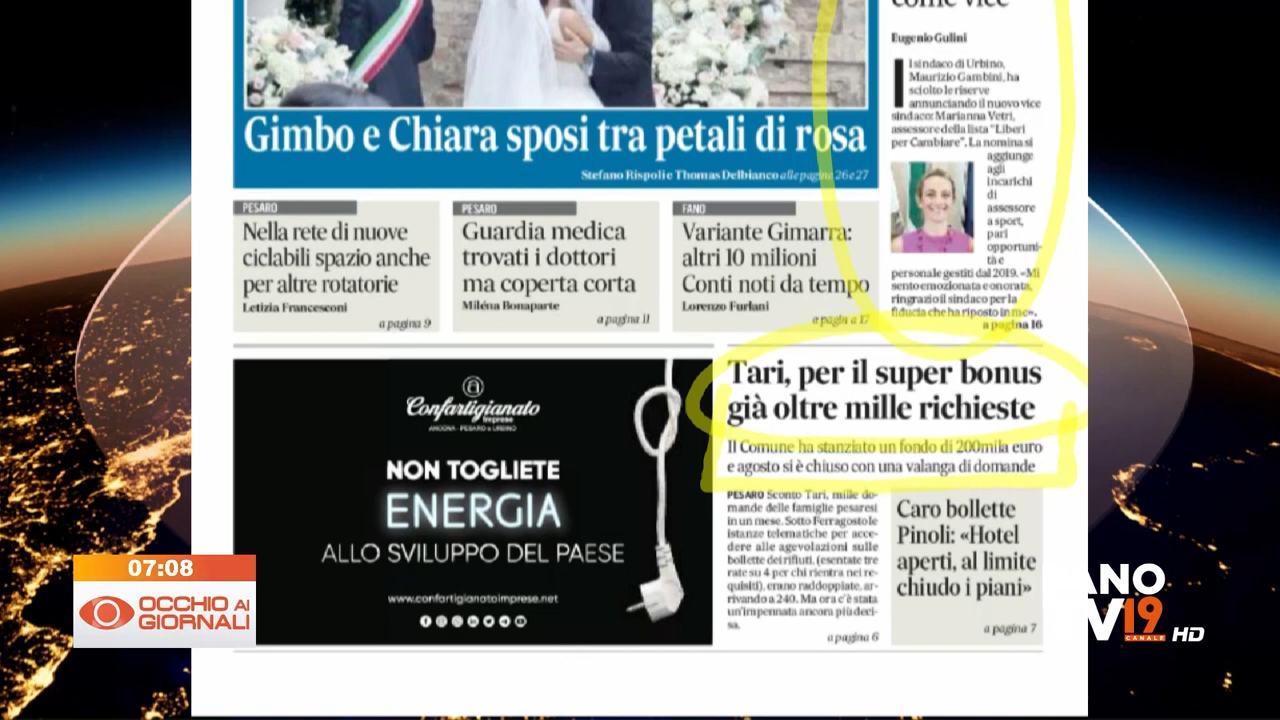 come vice
Eugenio Gulini
Il sindaco di Urbino,
Maurizio Gambini, ha
sciolto le riserve
annunciando il nuovo vice
sindaco: Marianna Vetri,
assessore della lista "Liberi
per Cambiare". La nomina si
aggiunge
agli
incarichi
di
assessore
a sport,
pari
opportuni-
tà e
personale gestiti dal 2019. «Mi
sento emozionata e onorata,
ringrazio il sindaco per la
fiducia che ha riposto in me».
a pagina 16
Gimbo e Chiara sposi tra petali di rosa
Stefano Rispoli e Thomas Delbianco alle pagine 26 e 27
PESARO
Nella rete di nuove
ciclabili spazio anche
per altre rotatorie
Letizia Francesconi
a pagina 9
PESARO
Guardia medica
trovati i dottori
ma coperta corta
Miléna Bonaparte
a pagina 11
FANO
Variante Gimarra:
altri 10 milioni
Conti noti da tempo
Lorenzo Furlani
a pagina 17
Confartigianato
Imprese
ANCONA - PESARO e URBINO
NON TOGLIETE
ENERGIA
ALLO SVILUPPO DEL PAESE
www.confartigianatoimprese.net
Tari, per il super bonus
già oltre mille richieste
Il Comune ha stanziato un fondo di 200mila euro
e agosto si è chiuso con una valanga di domande
PESARO Sconto Tari, mille do-
mande delle famiglie pesaresi
in un mese. Sotto Ferragosto le
istanze telematiche per acce-
dere alle agevolazioni sulle
bollette dei rifiuti, (esentate tre
rate su 4 per chi rientra nei re-
quisiti), erano raddoppiate, ar-
rivando a 240. Ma ora c'è stata
un'impennata ancora più deci-
sa.
a pagina 6
Caro bollette
Pinoli: «Hotel
aperti, al limite
chiudo i piani»
a pagina 7
07:08
OCCHIO AI
GIORNALI
ANO
TV 19
CANALE
HD